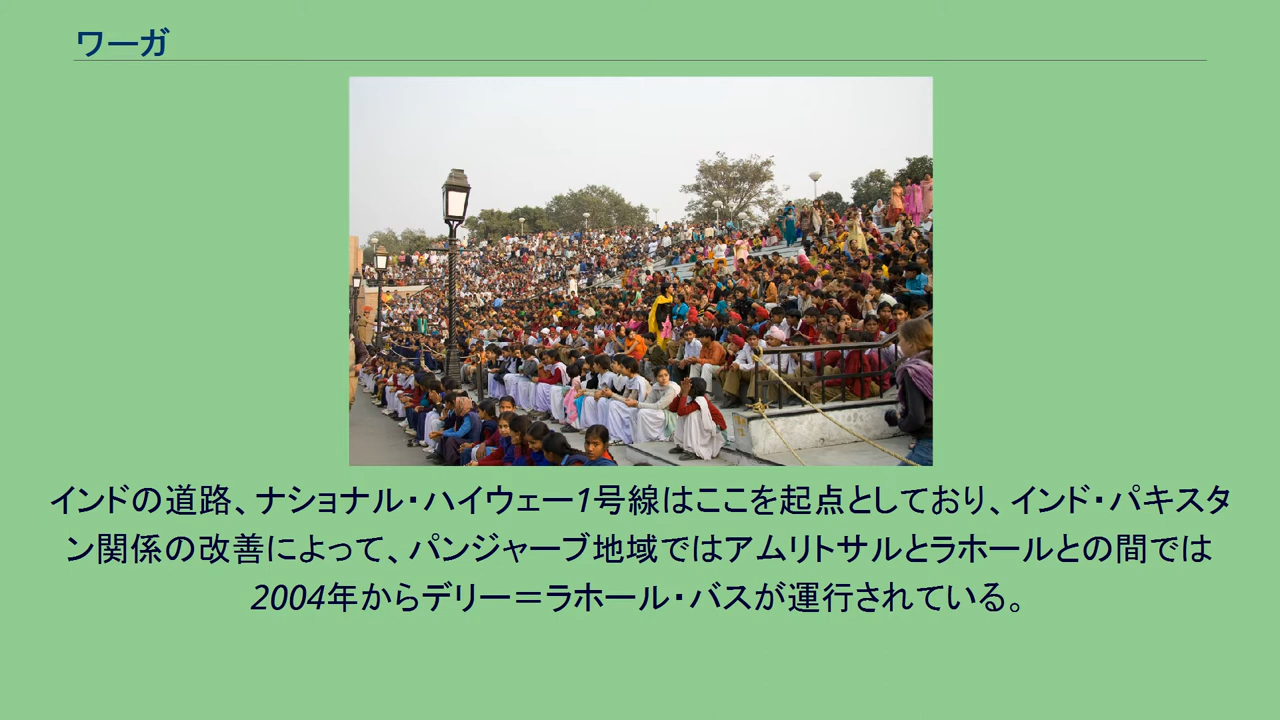 ワーガ
インドの道路、ナショナル・ハイウェー1号線はここを起点としており、インド・パキスタ
ン関係の改善によって、パンジャーブ地域ではアムリトサルとラホールとの間では
2004年からデリー＝ラホール・バスが運行されている。